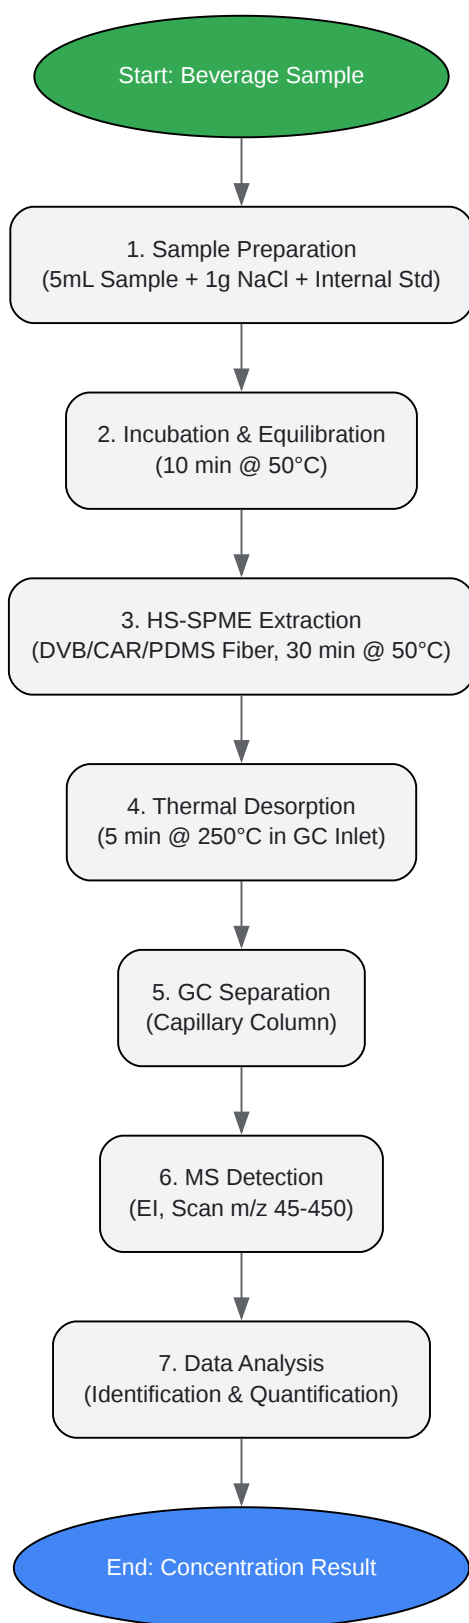 Start: Beverage Sample
1. Sample Preparation
(5mL Sample + 1g NaCl + Internal Std)
2. Incubation & Equilibration
(10 min @ 50°C)
3. HS-SPME Extraction
(DVB/CAR/PDMS Fiber, 30 min @ 50°C)
4. Thermal Desorption
(5 min @ 250°C in GC Inlet)
5. GC Separation
(Capillary Column)
6. MS Detection
(EI, Scan m/z 45-450)
7. Data Analysis
(Identification & Quantification)
End: Concentration Result